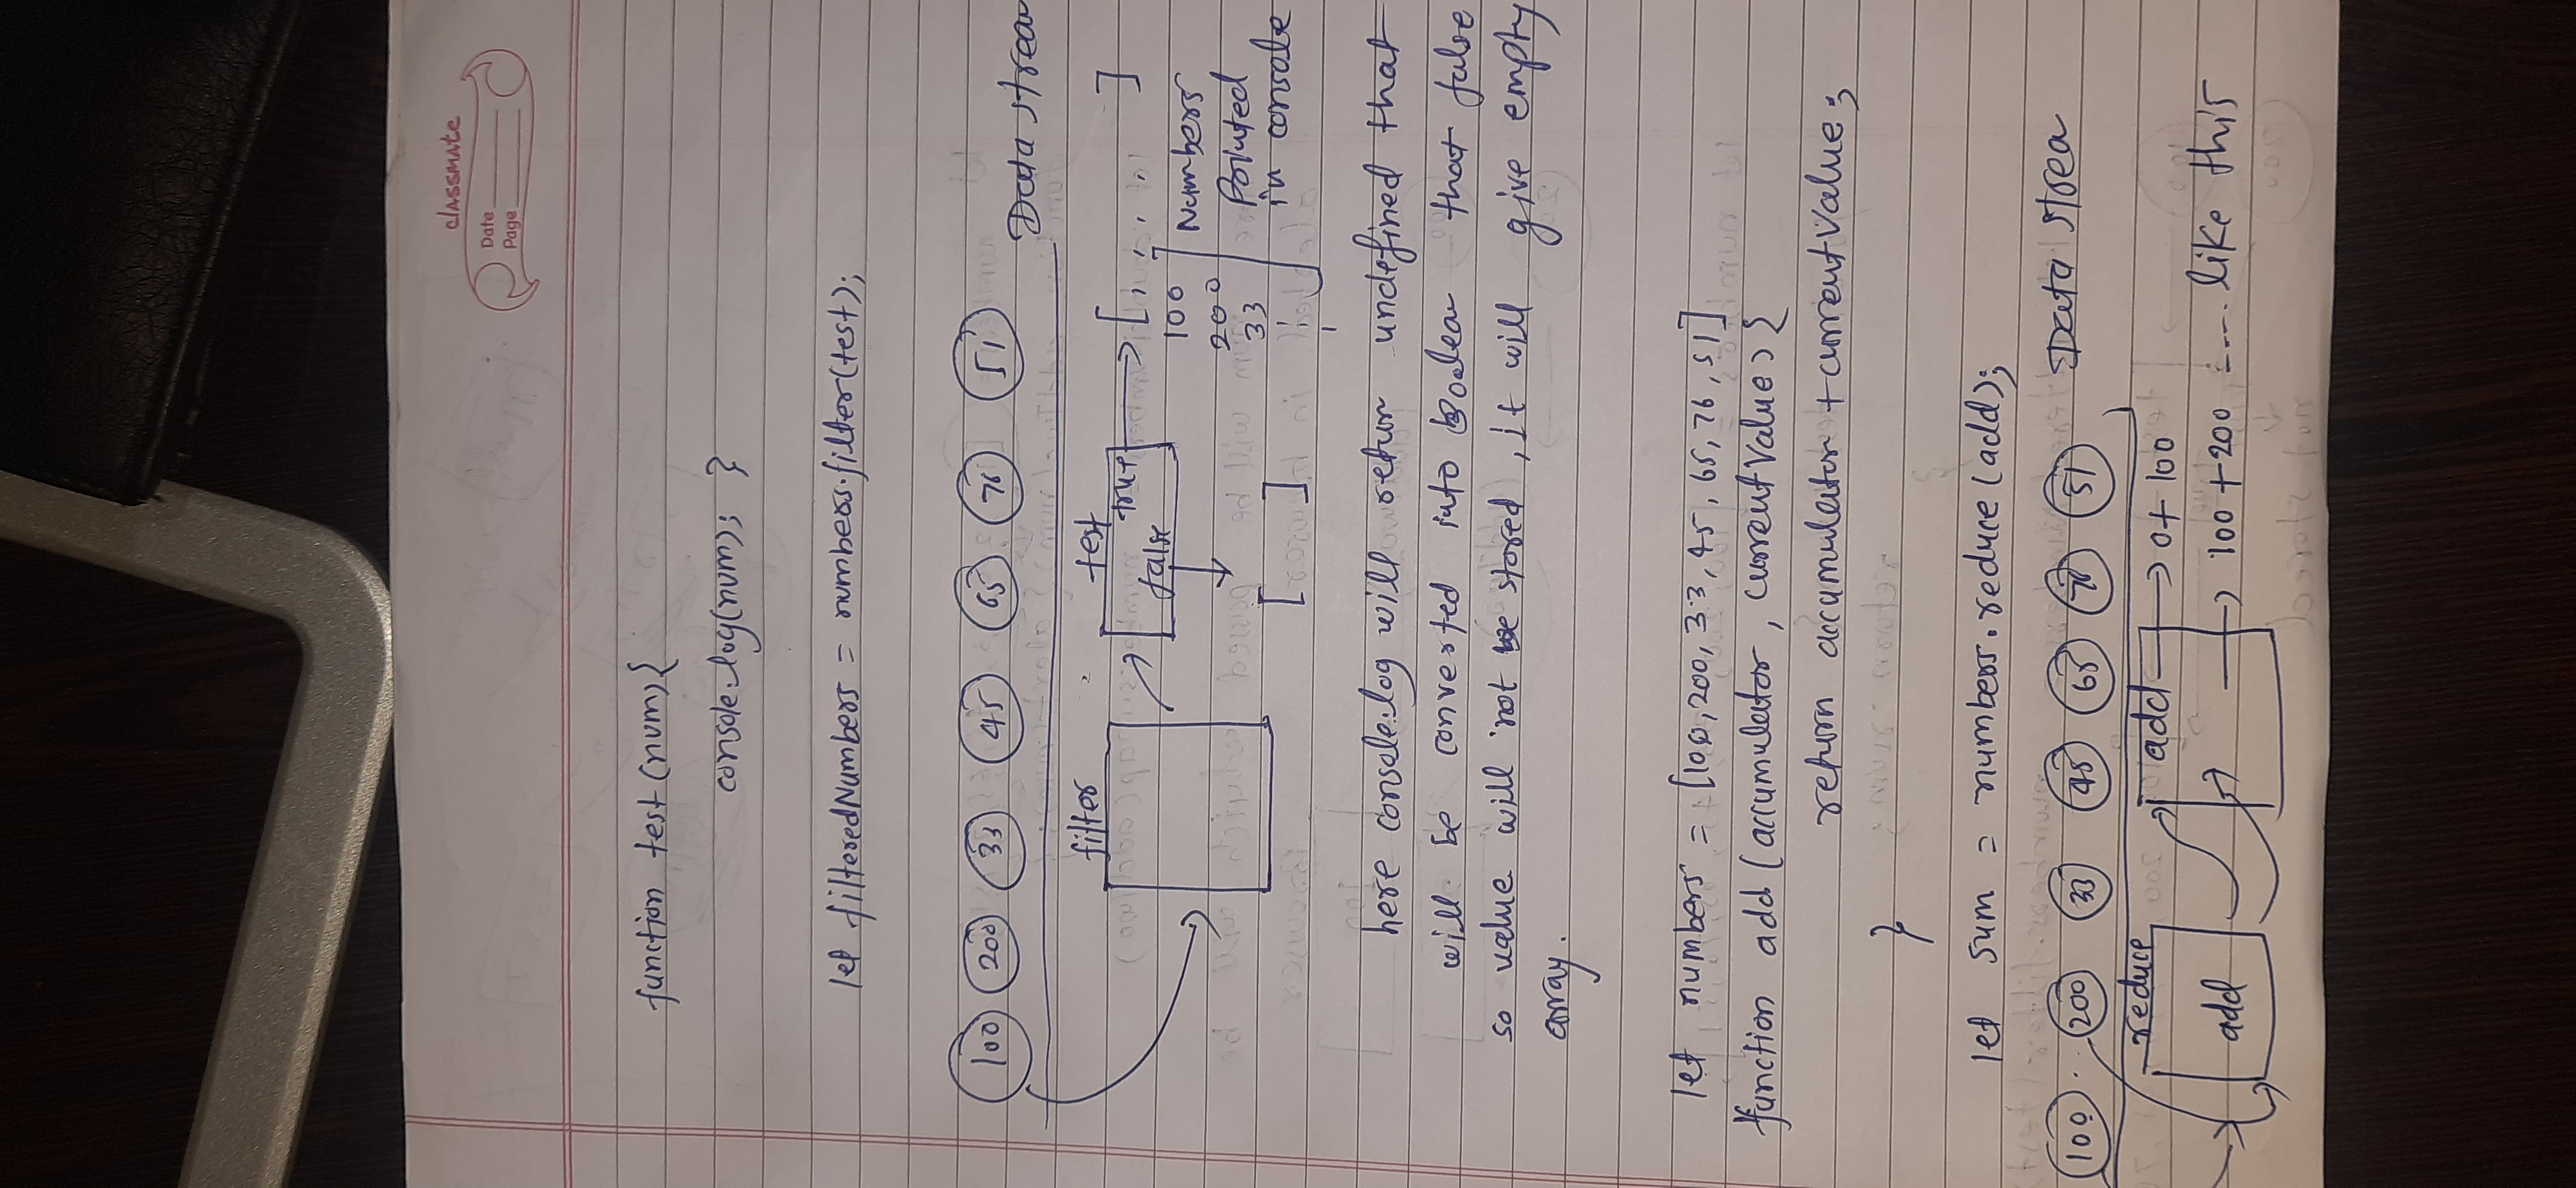 classmate
Date
Page
function test (num) {
console.log(num); }
let filteredNumbers = numbers.filter(test);
100 200 33 45 65 76 51
Data strea
filter test
true [ , , , , ]
false
100
200
33
Numbers
Printed
in console
[ ]
here console.log will retur undefined that
will be converted into Boolea that false
so value will not be stored , it will give empty
array.
let numbers = [100, 200, 33, 45, 65, 76, 51]
function add (accumulator, currentValue) {
return accumulator + currentValue;
}
let sum = numbers.reduce (add);
100 200 33 45 65 76 51 Data strea
reduce add → 0+ 100
add → 100 +200 .... like this